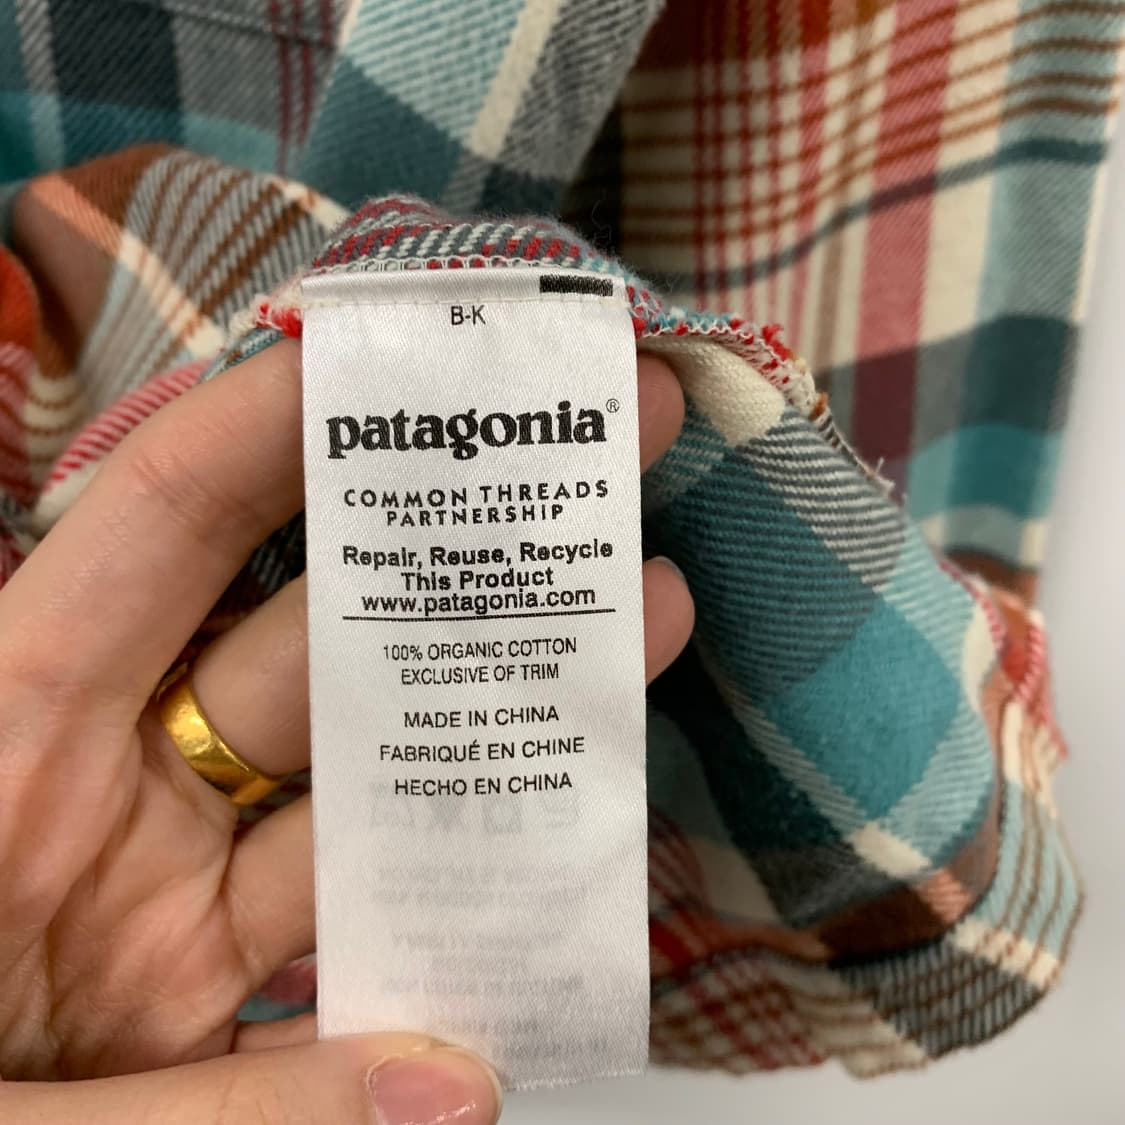 B-K
patagonia®
COMMON THREADS
PARTNERSHIP
Repair, Reuse, Recycle
This Product
www.patagonia.com
100% ORGANIC COTTON
EXCLUSIVE OF TRIM
MADE IN CHINA
FABRIQUÉ EN CHINE
HECHO EN CHINA